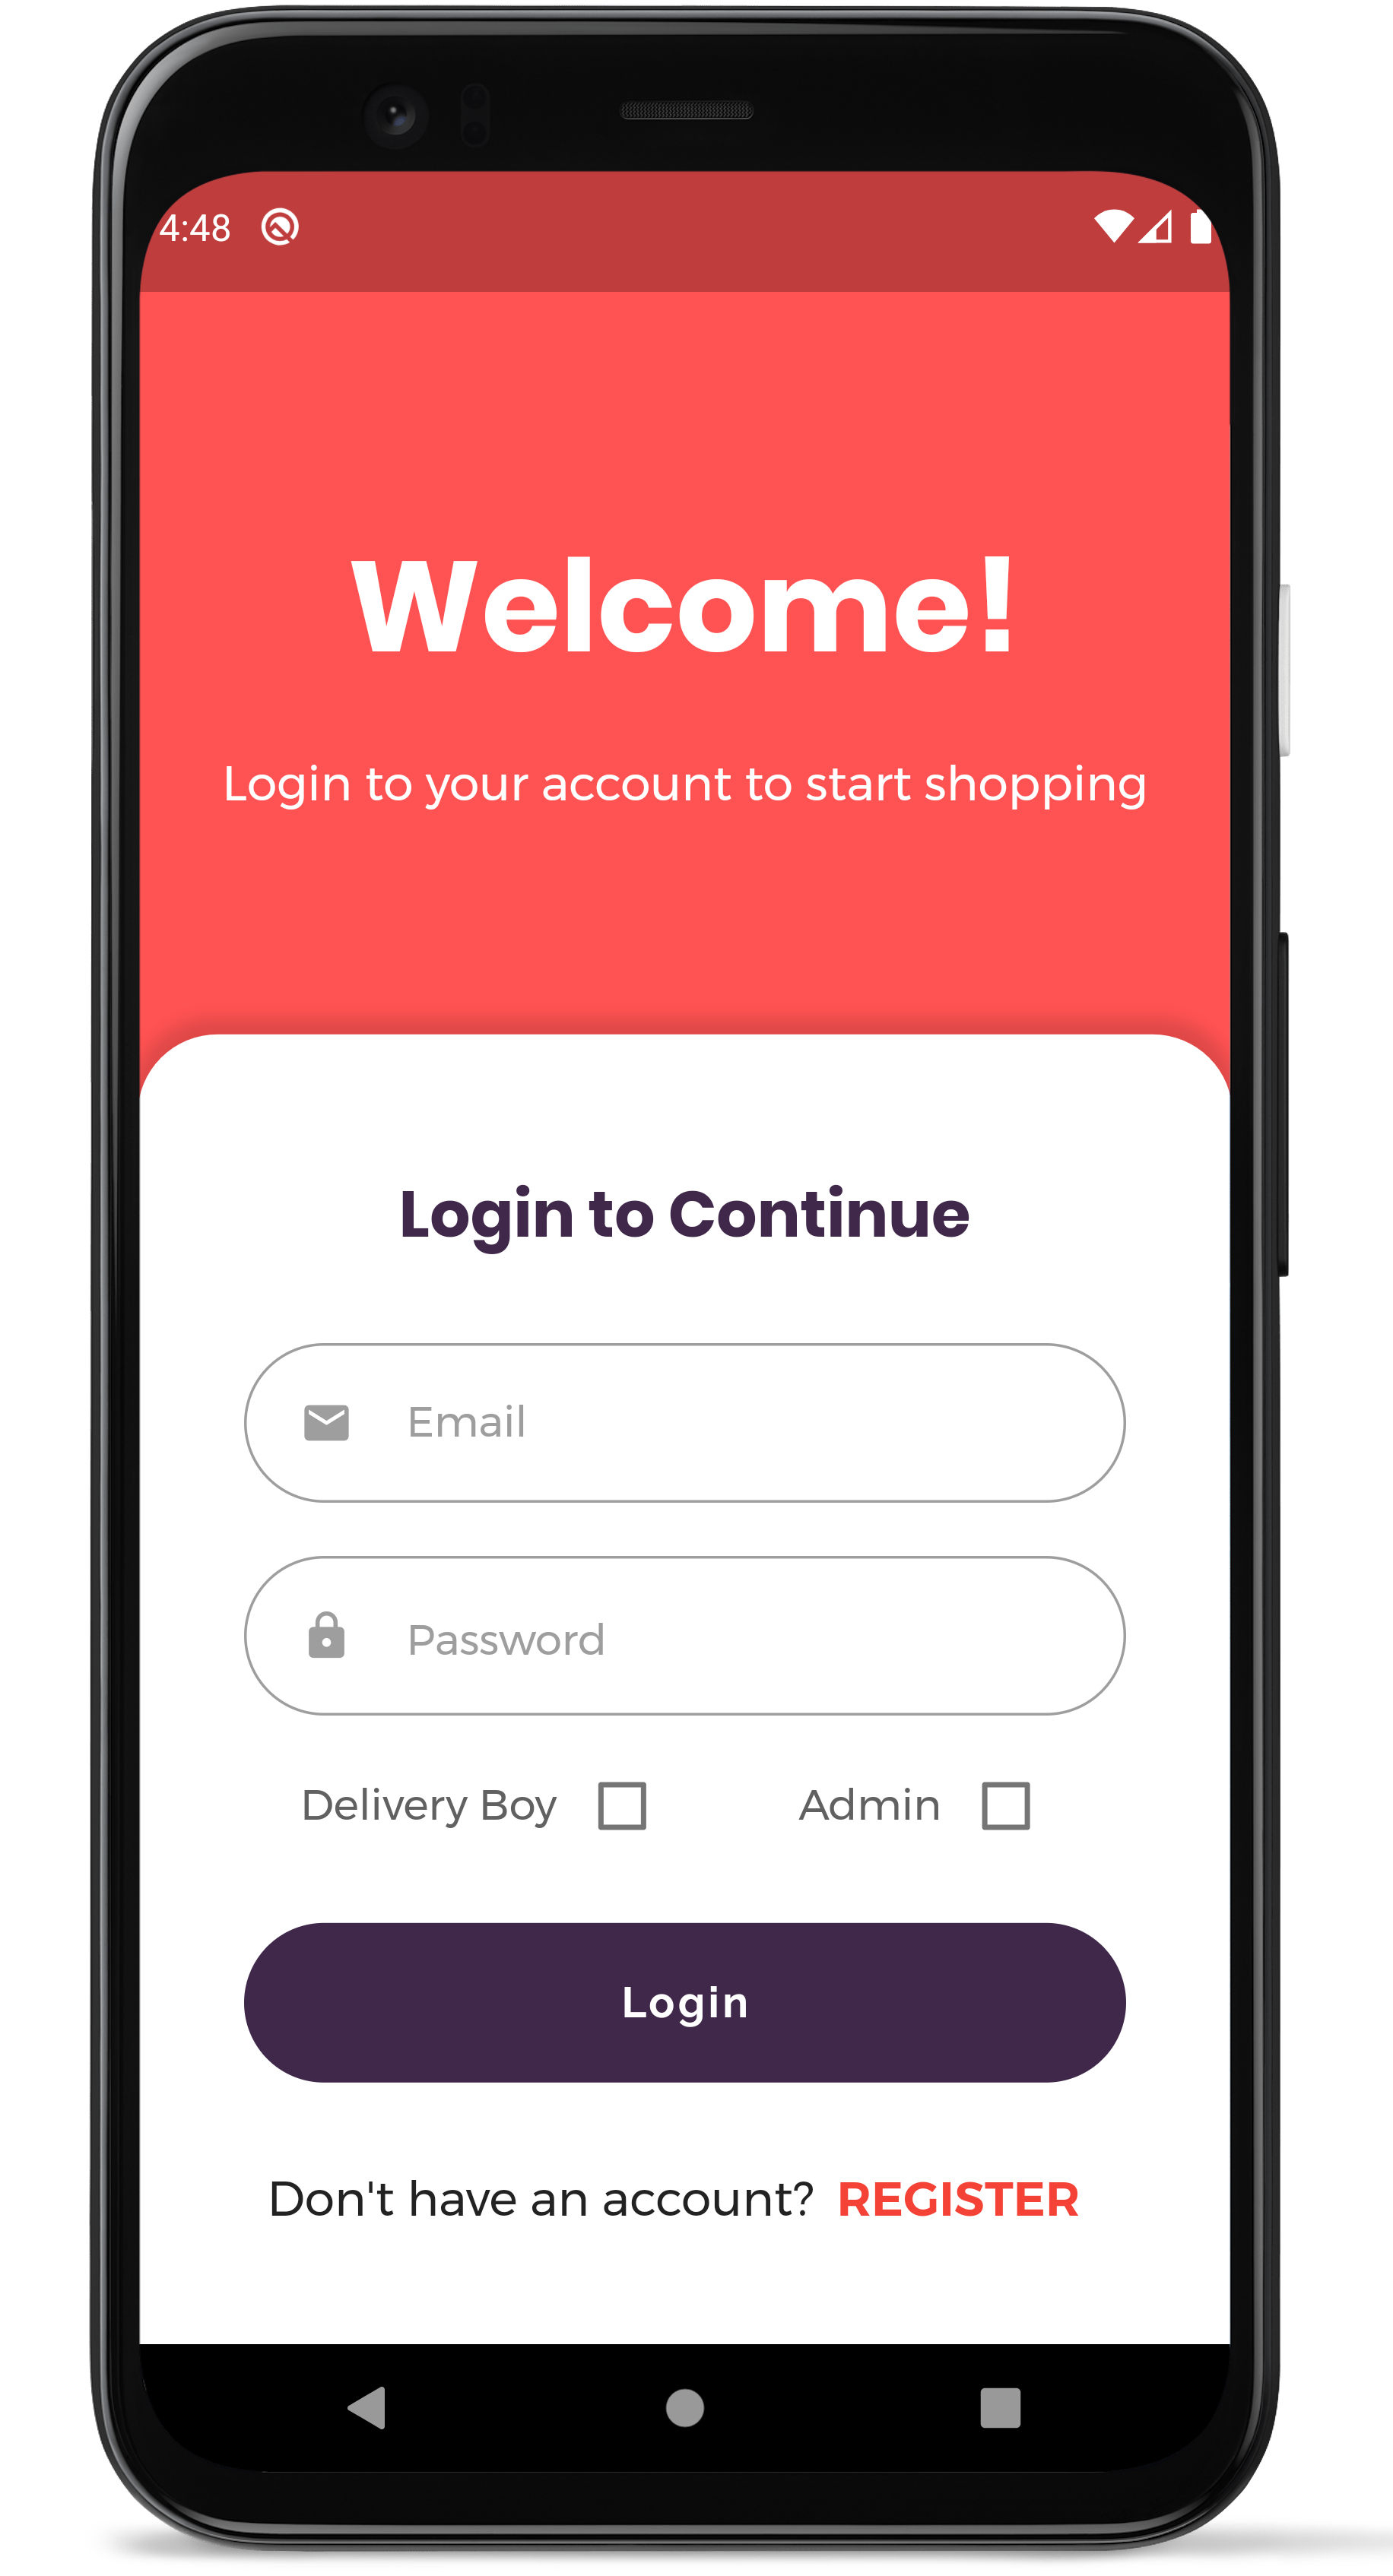 4:48
Welcome!
Login to your account to start shopping
Login to Continue
Email
Password
Delivery Boy Admin
Login
Don't have an account? REGISTER